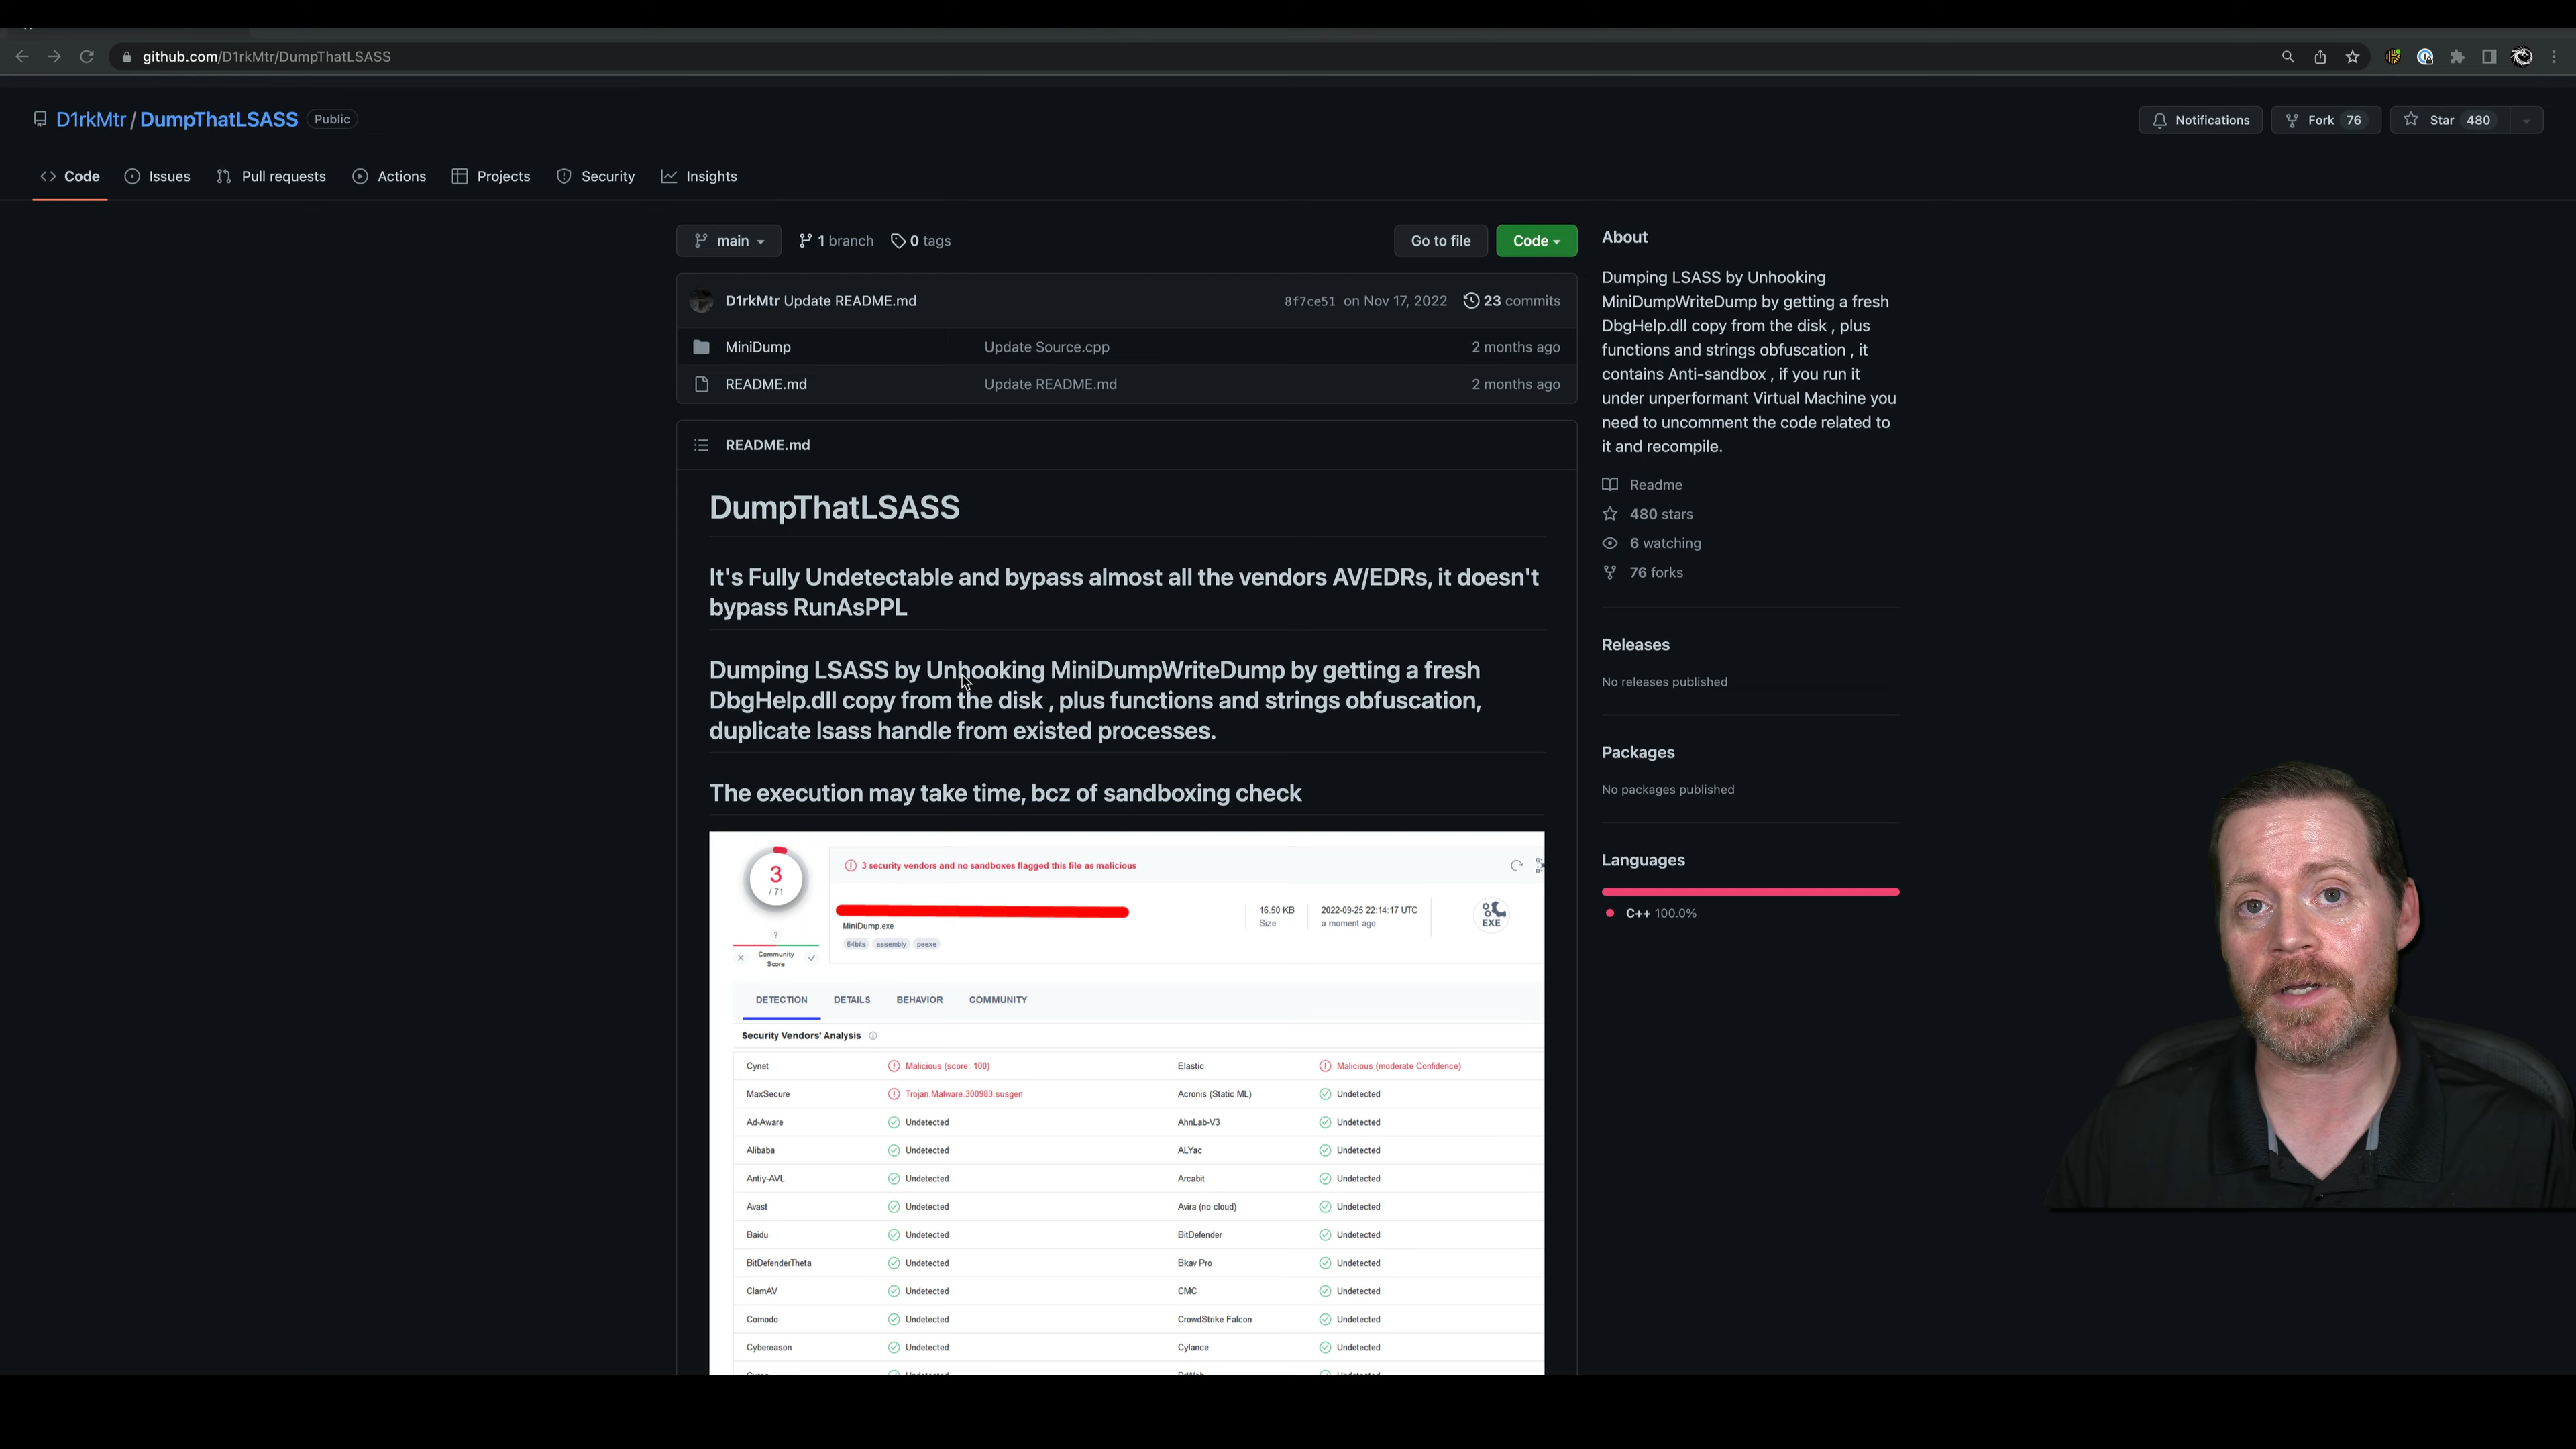 github.com/D1rkMtr/DumpThatLSASS
D1rkMtr / DumpThatLSASS Public
Notifications Fork 76 Star 480
Code Issues Pull requests Actions Projects Security Insights
main 1 branch 0 tags Go to file Code
D1rkMtr Update README.md 8f7ce51 on Nov 17, 2022 23 commits
MiniDump Update Source.cpp 2 months ago
README.md Update README.md 2 months ago
README.md
DumpThatLSASS
It's Fully Undetectable and bypass almost all the vendors AV/EDRs, it doesn't
bypass RunAsPPL
Dumping LSASS by Unhooking MiniDumpWriteDump by getting a fresh
DbgHelp.dll copy from the disk , plus functions and strings obfuscation,
duplicate lsass handle from existed processes.
The execution may take time, bcz of sandboxing check
3
/ 71
3 security vendors and no sandboxes flagged this file as malicious
MiniDump.exe
64bits assembly peexe
16.50 KB
Size
2022-09-25 22:14:17 UTC
a moment ago
EXE
?
Community
Score
DETECTION DETAILS BEHAVIOR COMMUNITY
Security Vendors' Analysis
Cynet Malicious (score: 100) Elastic Malicious (moderate Confidence)
MaxSecure Trojan.Malware.300983.susgen Acronis (Static ML) Undetected
Ad-Aware Undetected AhnLab-V3 Undetected
Alibaba Undetected ALYac Undetected
Antiy-AVL Undetected Arcabit Undetected
Avast Undetected Avira (no cloud) Undetected
Baidu Undetected BitDefender Undetected
BitDefenderTheta Undetected Bkav Pro Undetected
ClamAV Undetected CMC Undetected
Comodo Undetected CrowdStrike Falcon Undetected
Cybereason Undetected Cylance Undetected
About
Dumping LSASS by Unhooking
MiniDumpWriteDump by getting a fresh
DbgHelp.dll copy from the disk , plus
functions and strings obfuscation , it
contains Anti-sandbox , if you run it
under unperformant Virtual Machine you
need to uncomment the code related to
it and recompile.
Readme
480 stars
6 watching
76 forks
Releases
No releases published
Packages
No packages published
Languages
C++ 100.0%